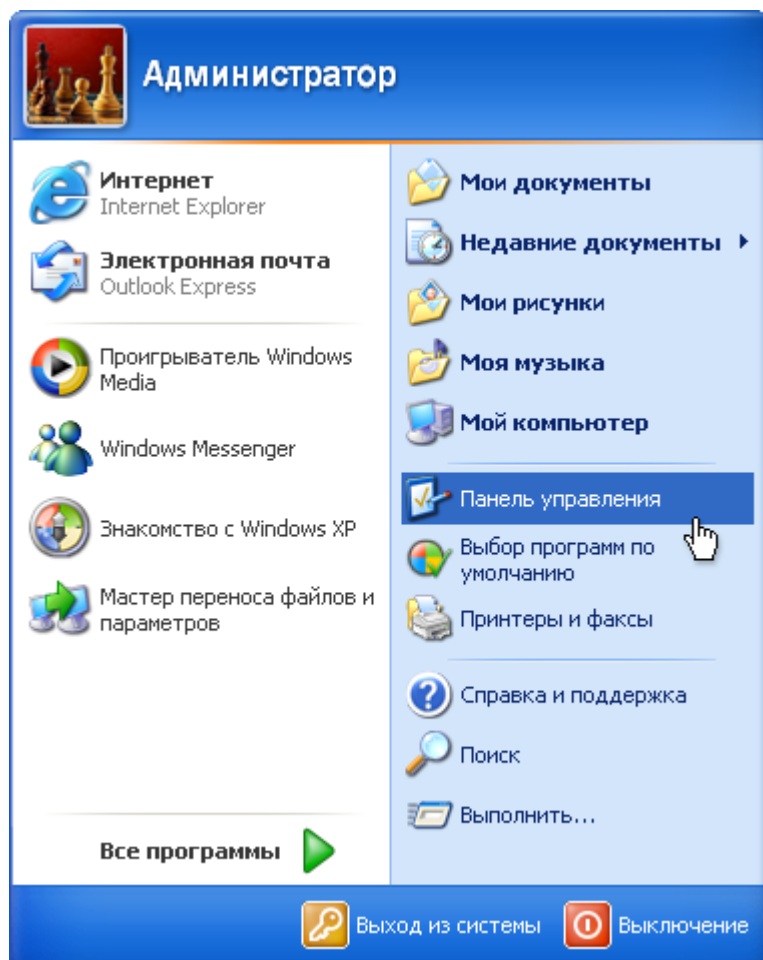 Администратор
Интернет
Internet Explorer
Электронная почта
Outlook Express
Проигрыватель Windows
Media
Windows Messenger
Знакомство с Windows XP
Мастер переноса файлов и
параметров
Все программы
Мои документы
Недавние документы
Мои рисунки
Моя музыка
Мой компьютер
Панель управления
Выбор программ по
умолчанию
Принтеры и факсы
Справка и поддержка
Поиск
Выполнить...
Выход из системы
Выключение